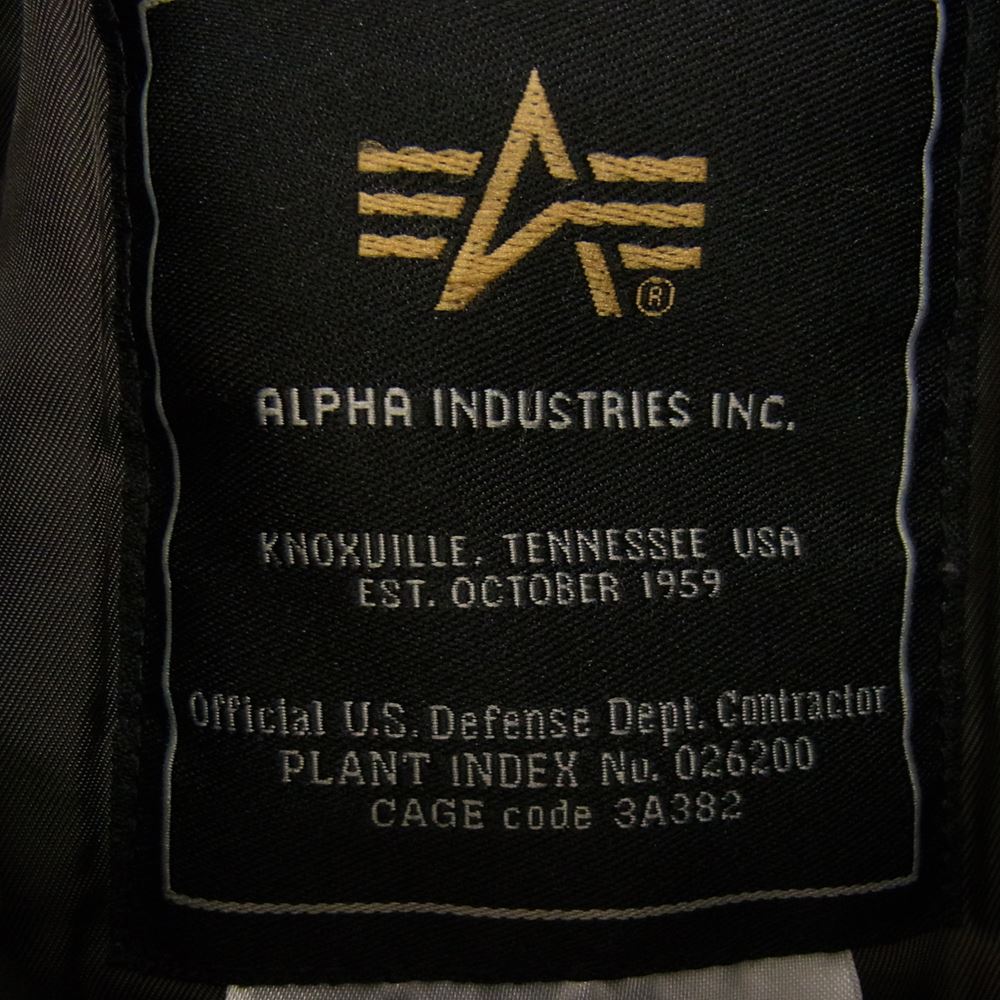 ®
ALPHA INDUSTRIES INC.
KNOXVILLE, TENNESSEE USA
EST. OCTOBER 1959
Official U.S. Defense Dept. Contractor
PLANT INDEX No. 026200
CAGE code 3A382